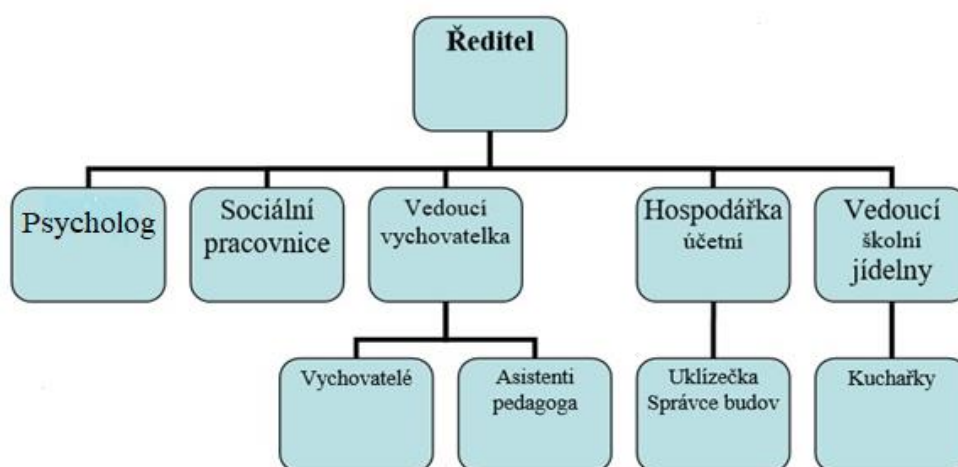 Ředitel
Psycholog
Sociální
pracovnice
Vedoucí
vychovatelka
Hospodářka
účetní
Vedoucí
školní
jídelny
Vychovatelé
Asistenti
pedagoga
Uklízečka
Správce budov
Kuchařky